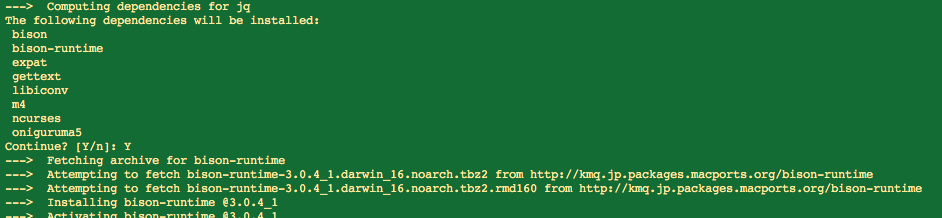 ---> Computing dependencies for jq
The following dependencies will be installed:
bison
bison-runtime
expat
gettext
libiconv
m4
ncurses
oniguruma5
Continue? [Y/n]: Y
---> Fetching archive for bison-runtime
---> Attempting to fetch bison-runtime-3.0.4_1.darwin_16.noarch.tbz2 from http://kmq.jp.packages.macports.org/bison-runtime
---> Attempting to fetch bison-runtime-3.0.4_1.darwin_16.noarch.tbz2.rmd160 from http://kmq.jp.packages.macports.org/bison-runtime
---> Installing bison-runtime @3.0.4_1
---> Activating bison-runtime @3.0.4_1